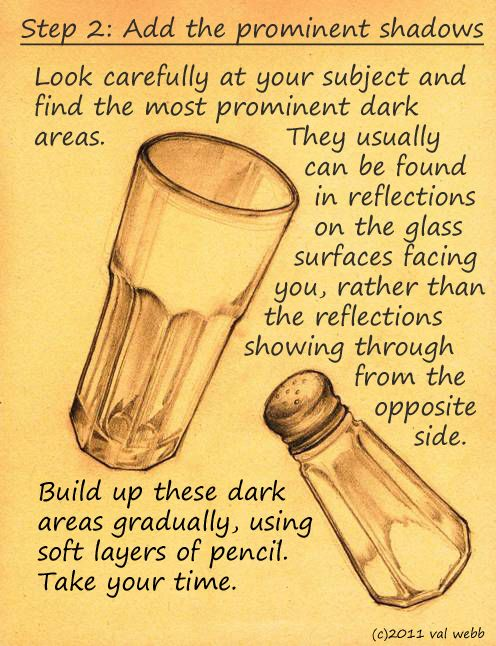 Step 2: Add the prominent shadows
Look carefully at your subject and
find the most prominent dark
areas. They usually
can be found
in reflections
on the glass
surfaces facing
you, rather than
the reflections
showing through
from the
opposite
side.
Build up these dark
areas gradually, using
soft layers of pencil.
Take your time.
(c)2011 val webb